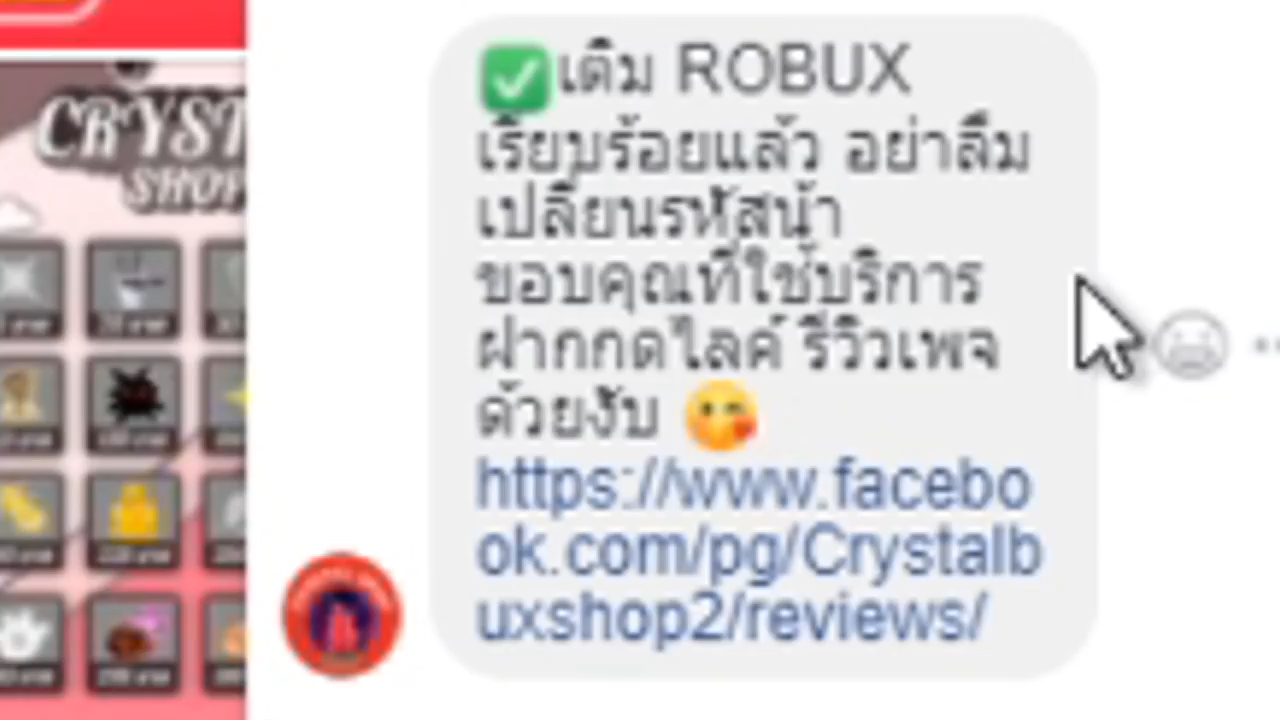 CRYST
SHOP
✅เติม ROBUX
เรียบร้อยแล้ว อย่าลืม
เปลี่ยนรหัสน้า
ขอบคุณที่ใช้บริการ
ฝากกดไลค์ รีวิวเพจ
ด้วยงับ 😘
https://www.facebo
ok.com/pg/Crystalb
uxshop2/reviews/